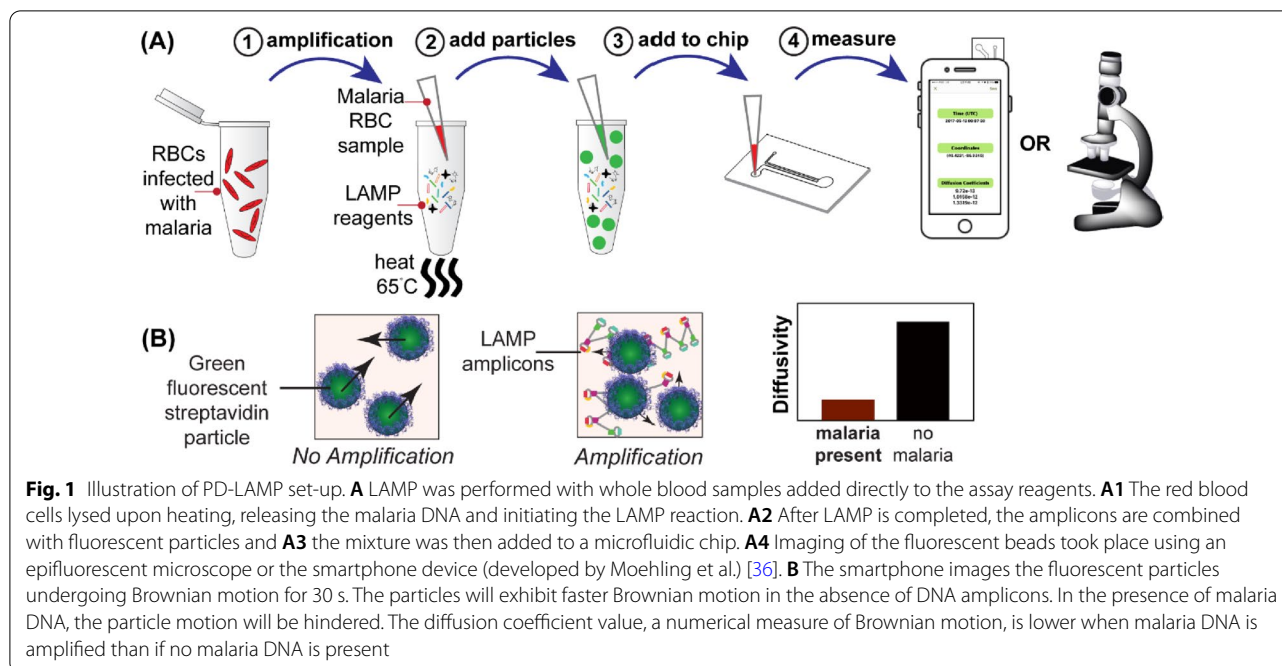 (A) 1 amplification 2 add particles 3 add to chip 4 measure
Malaria
RBC
sample
RBCs
infected
with
malaria
LAMP
reagents
heat
65°C
Time (UTC)
Coordinates
Diffusion Coefficients
OR
(B)
Green
fluorescent
streptavidin
particle
No Amplification
LAMP
amplicons
Amplification
Diffusivity
malaria
present
no
malaria
Fig. 1 Illustration of PD-LAMP set-up. A LAMP was performed with whole blood samples added directly to the assay reagents. A1 The red blood
cells lysed upon heating, releasing the malaria DNA and initiating the LAMP reaction. A2 After LAMP is completed, the amplicons are combined
with fluorescent particles and A3 the mixture was then added to a microfluidic chip. A4 Imaging of the fluorescent beads took place using an
epifluorescent microscope or the smartphone device (developed by Moehling et al.) [36]. B The smartphone images the fluorescent particles
undergoing Brownian motion for 30 s. The particles will exhibit faster Brownian motion in the absence of DNA amplicons. In the presence of malaria
DNA, the particle motion will be hindered. The diffusion coefficient value, a numerical measure of Brownian motion, is lower when malaria DNA is
amplified than if no malaria DNA is present